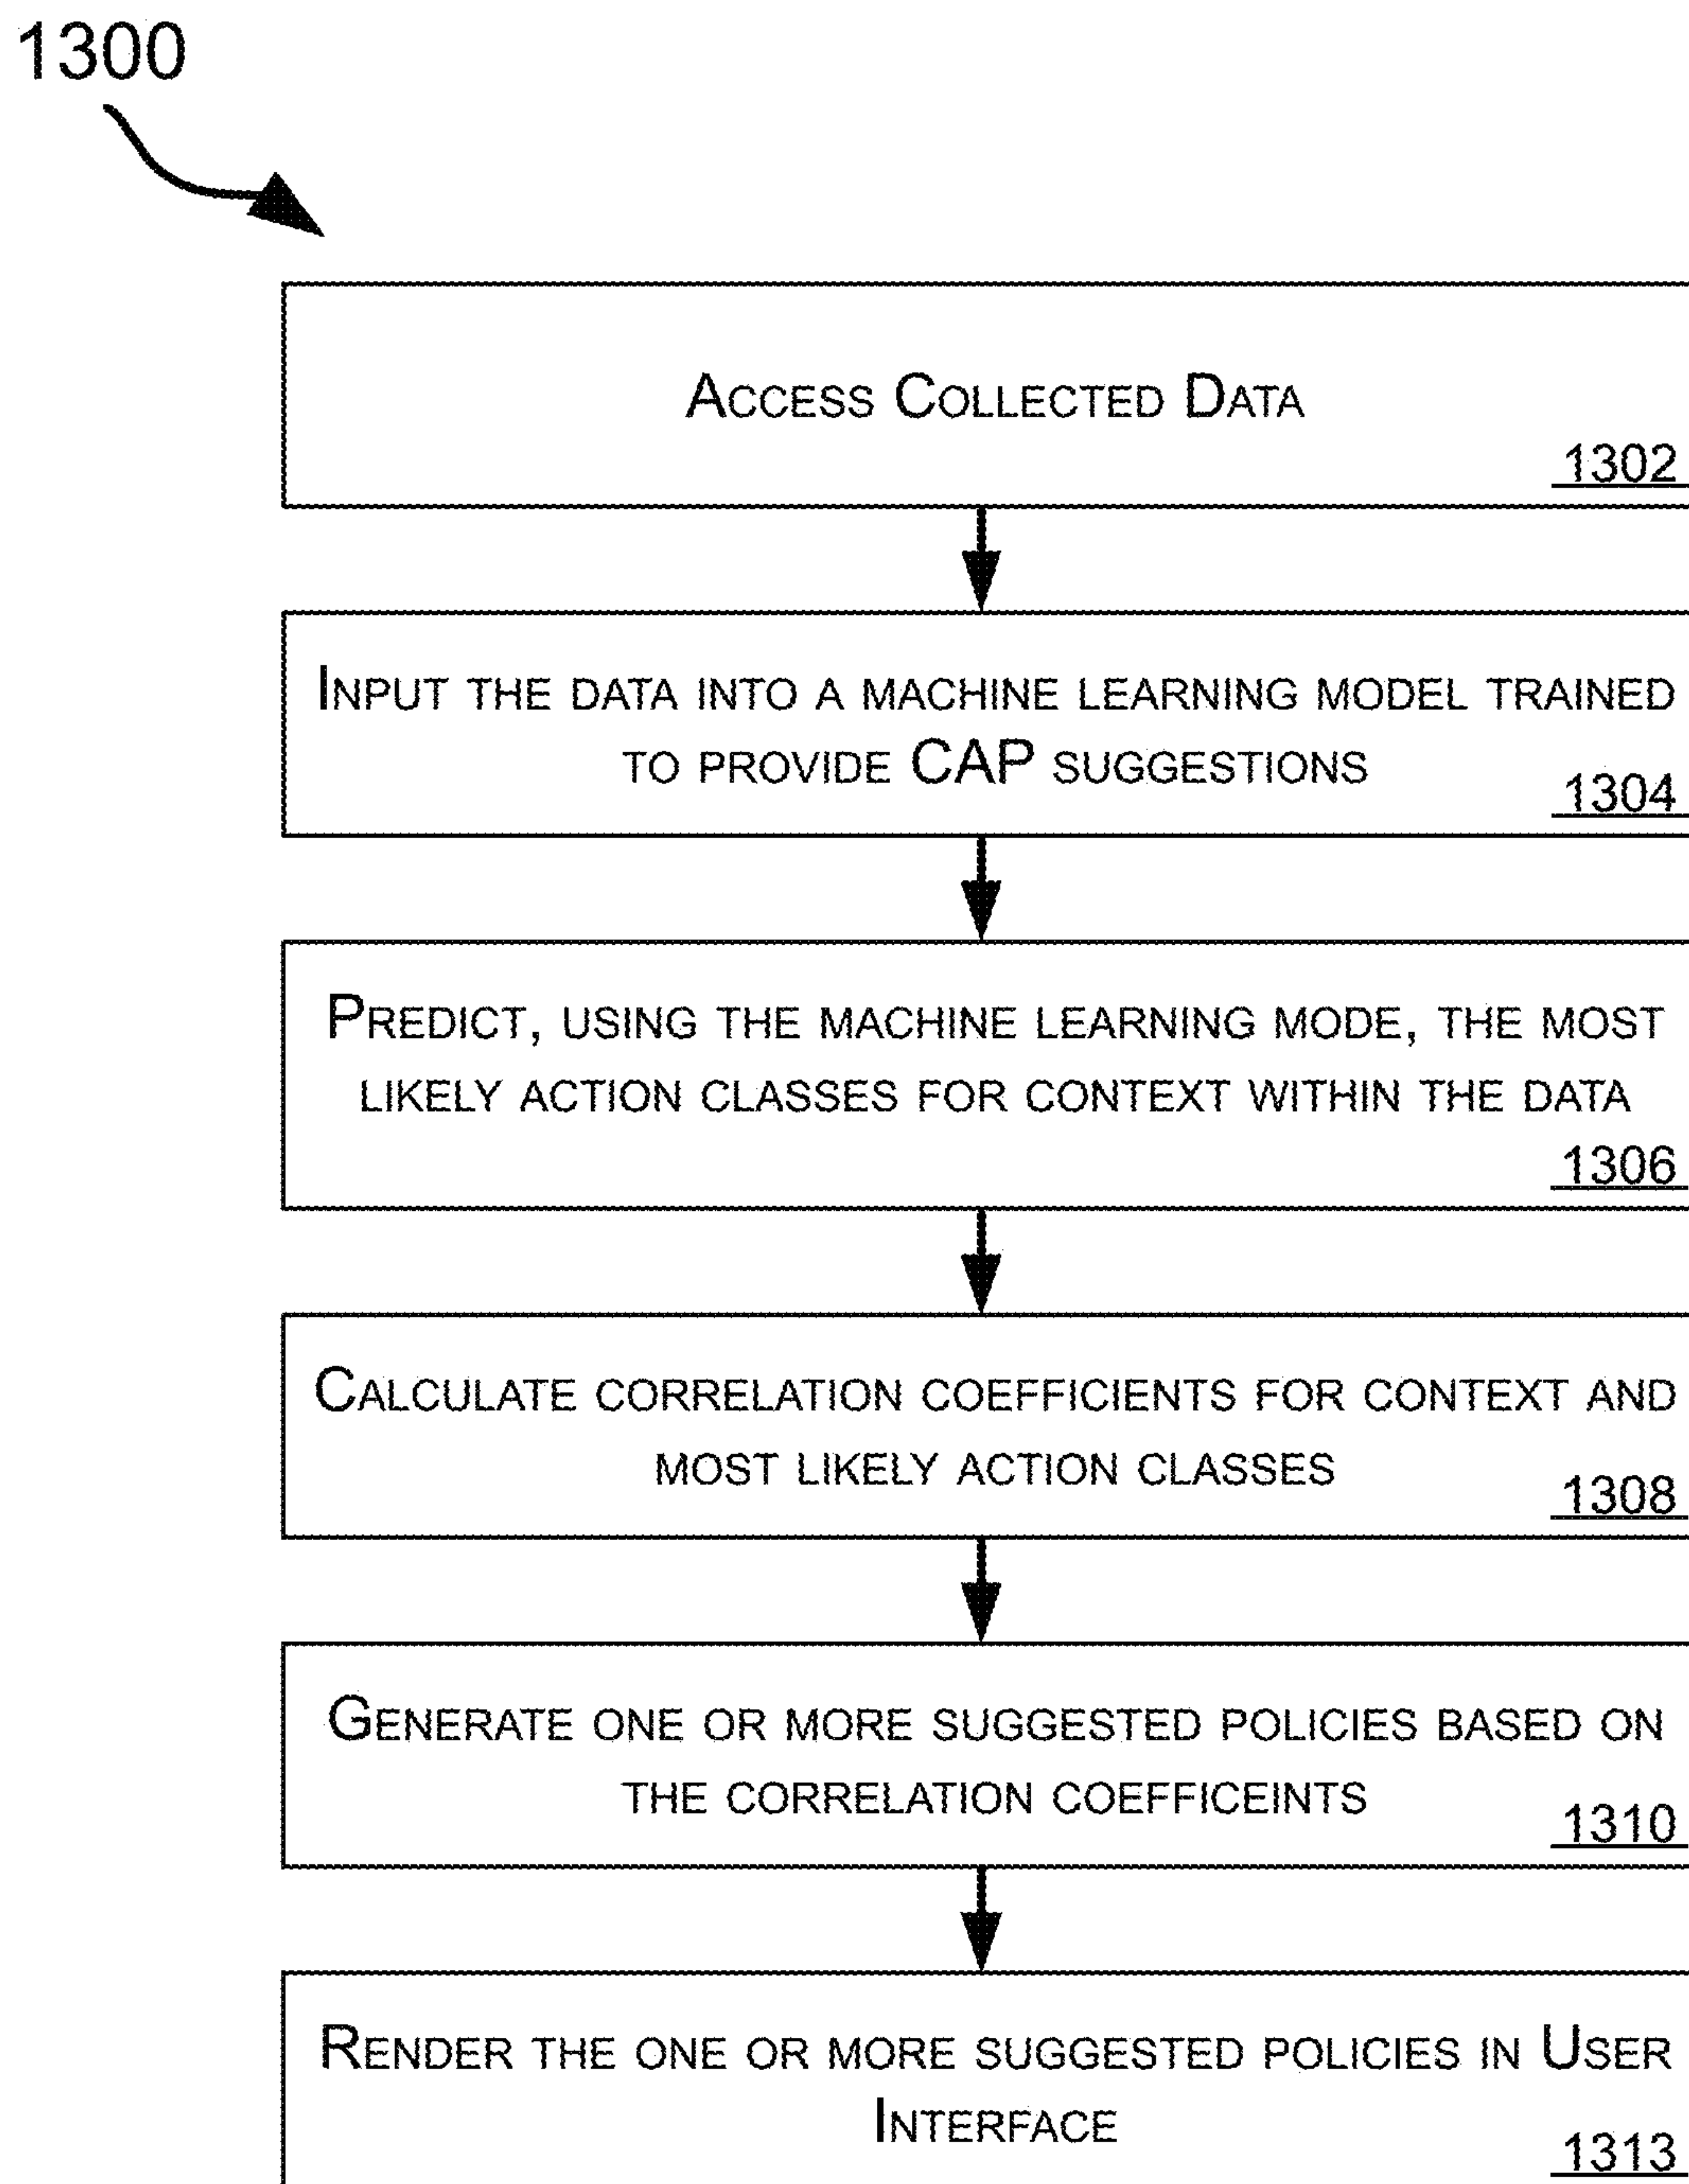 1300
ACCESS COLLECTED DATA
1302
INPUT THE DATA INTO A MACHINE LEARNING MODEL TRAINED
TO PROVIDE CAP SUGGESTIONS
1304
PREDICT, USING THE MACHINE LEARNING MODE, THE MOST
LIKELY ACTION CLASSES FOR CONTEXT WITHIN THE DATA
1306
CALCULATE CORRELATION COEFFICIENTS FOR CONTEXT AND
MOST LIKELY ACTION CLASSES
1308
GENERATE ONE OR MORE SUGGESTED POLICIES BASED ON
THE CORRELATION COEFFICEINTS
1310
RENDER THE ONE OR MORE SUGGESTED POLICIES IN USER
INTERFACE
1313